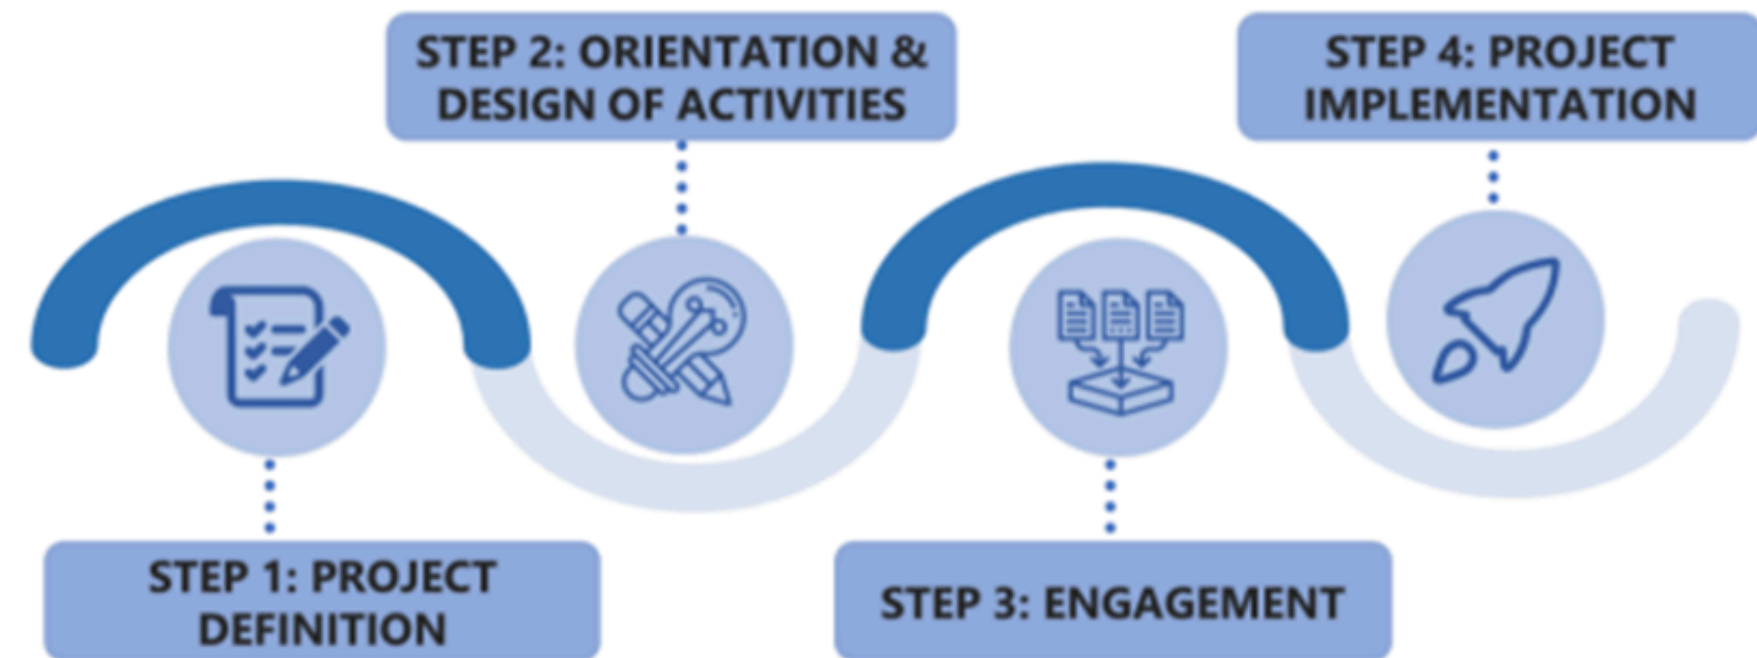 STEP 1: PROJECT
DEFINITION
STEP 2: ORIENTATION &
DESIGN OF ACTIVITIES
STEP 3: ENGAGEMENT
STEP 4: PROJECT
IMPLEMENTATION